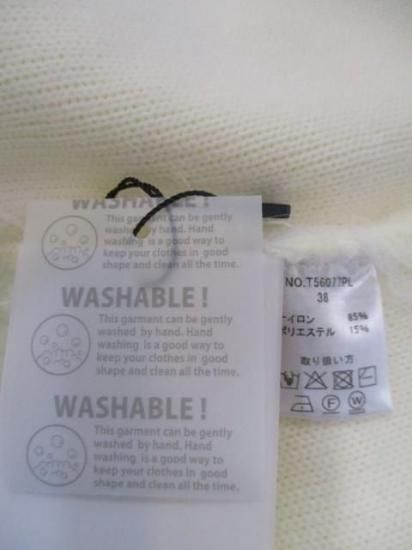 WASHABLE!
This garment can be gently
washed by hand. Hand
washing is a good way to
keep your clothes in good
shape and clean all the time.
WASHABLE!
This garment can be gently
washed by hand. Hand
washing is a good way to
keep your clothes in good
shape and clean all the time.
WASHABLE!
This garment can be gently
washed by hand. Hand
washing is a good way to
keep your clothes in good
shape and clean all the time.
NO.T56077PL
38
ナイロン 85%
ポリエステル 15%
取り扱い方
F W